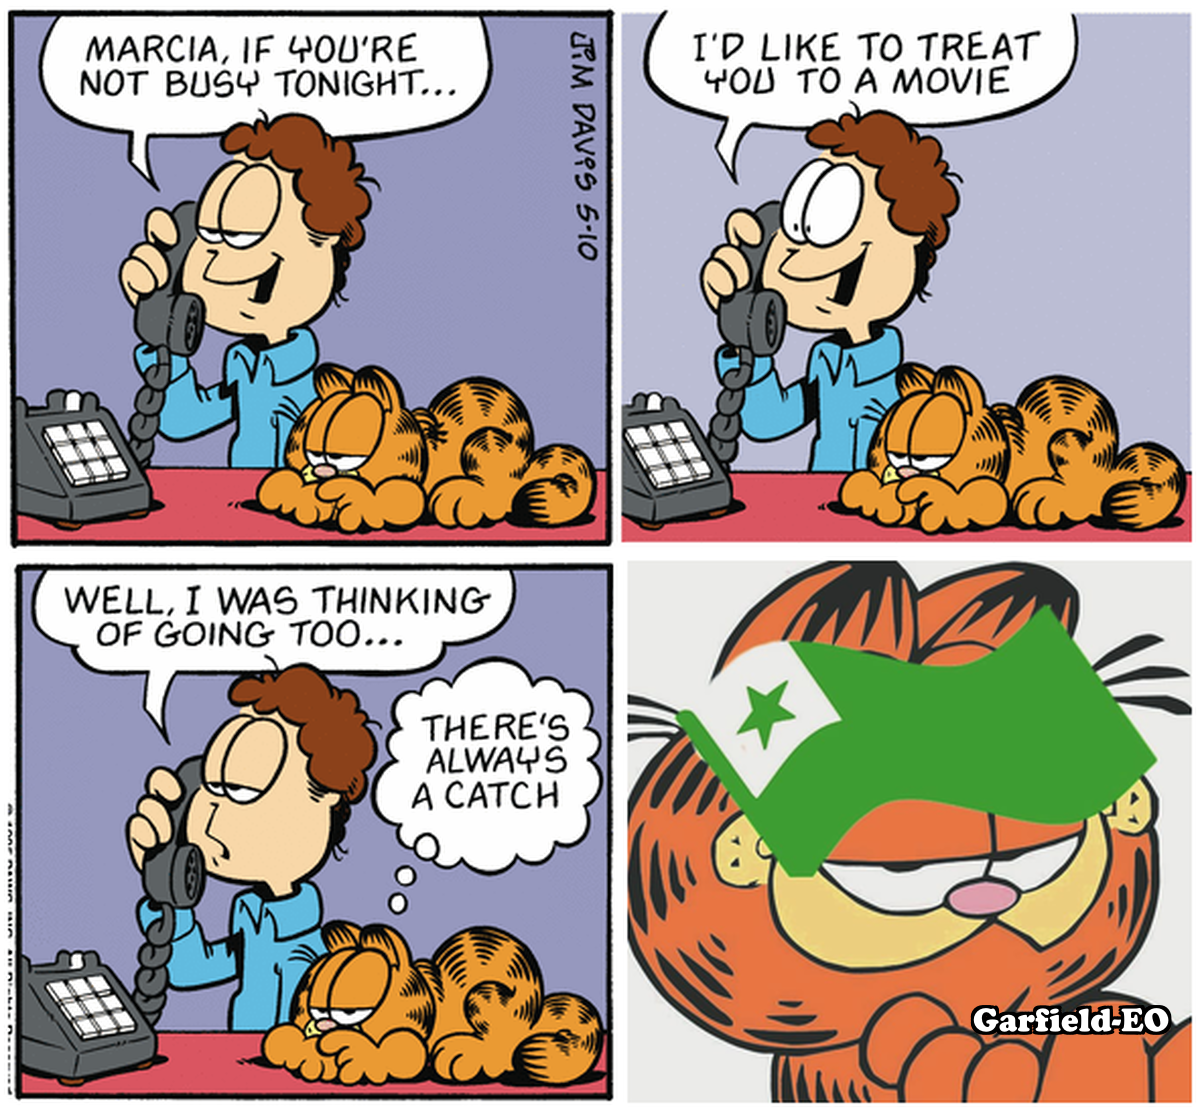 MARCIA, IF YOU'RE
NOT BUSY TONIGHT...
JIM DAVIS 5-10
I'D LIKE TO TREAT
YOU TO A MOVIE
WELL, I WAS THINKING
OF GOING TOO...
THERE'S
ALWAYS
A CATCH
Garfield-EO